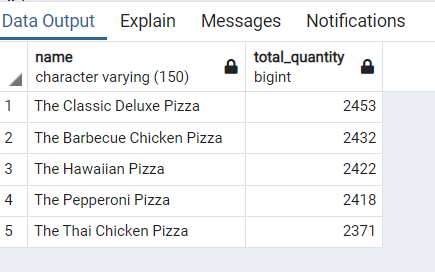 Data Output Explain Messages Notifications
name total_quantity
character varying (150) bigint
1 The Classic Deluxe Pizza 2453
2 The Barbecue Chicken Pizza 2432
3 The Hawaiian Pizza 2422
4 The Pepperoni Pizza 2418
5 The Thai Chicken Pizza 2371